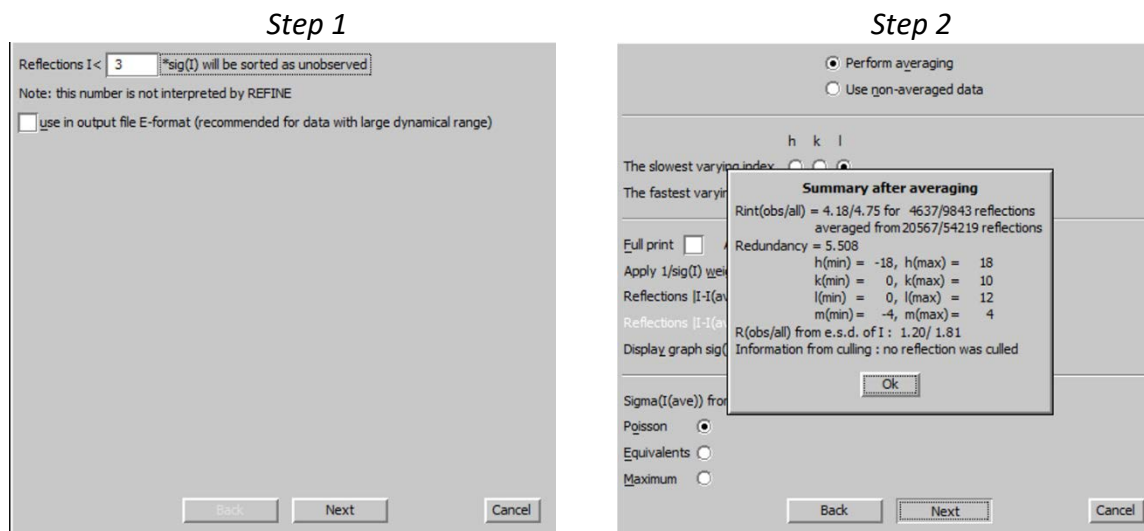 Step 1
Reflections I< 3 *sig(I) will be sorted as unobserved
Note: this number is not interpreted by REFINE
use in output file E-format (recommended for data with large dynamical range)
Back Next Cancel
Step 2
Perform averaging
Use non-averaged data
h k l
The slowest varying index
The fastest
Summary after averaging
Rint(obs/all) = 4.18/4.75 for 4637/9843 reflections
averaged from 20567/54219 reflections
Redundancy = 5.508
h(min) = -18, h(max) = 18
k(min) = 0, k(max) = 10
l(min) = 0, l(max) = 12
m(min) = -4, m(max) = 4
R(obs/all) from e.s.d. of I : 1.20/ 1.81
Information from culling : no reflection was culled
Ok
Full print
Apply 1/sig(I)
Reflections |I-I(av
Reflections |I-I(a
Display graph sig(
Sigma(I(ave)) from
Poisson
Equivalents
Maximum
Back Next Cancel